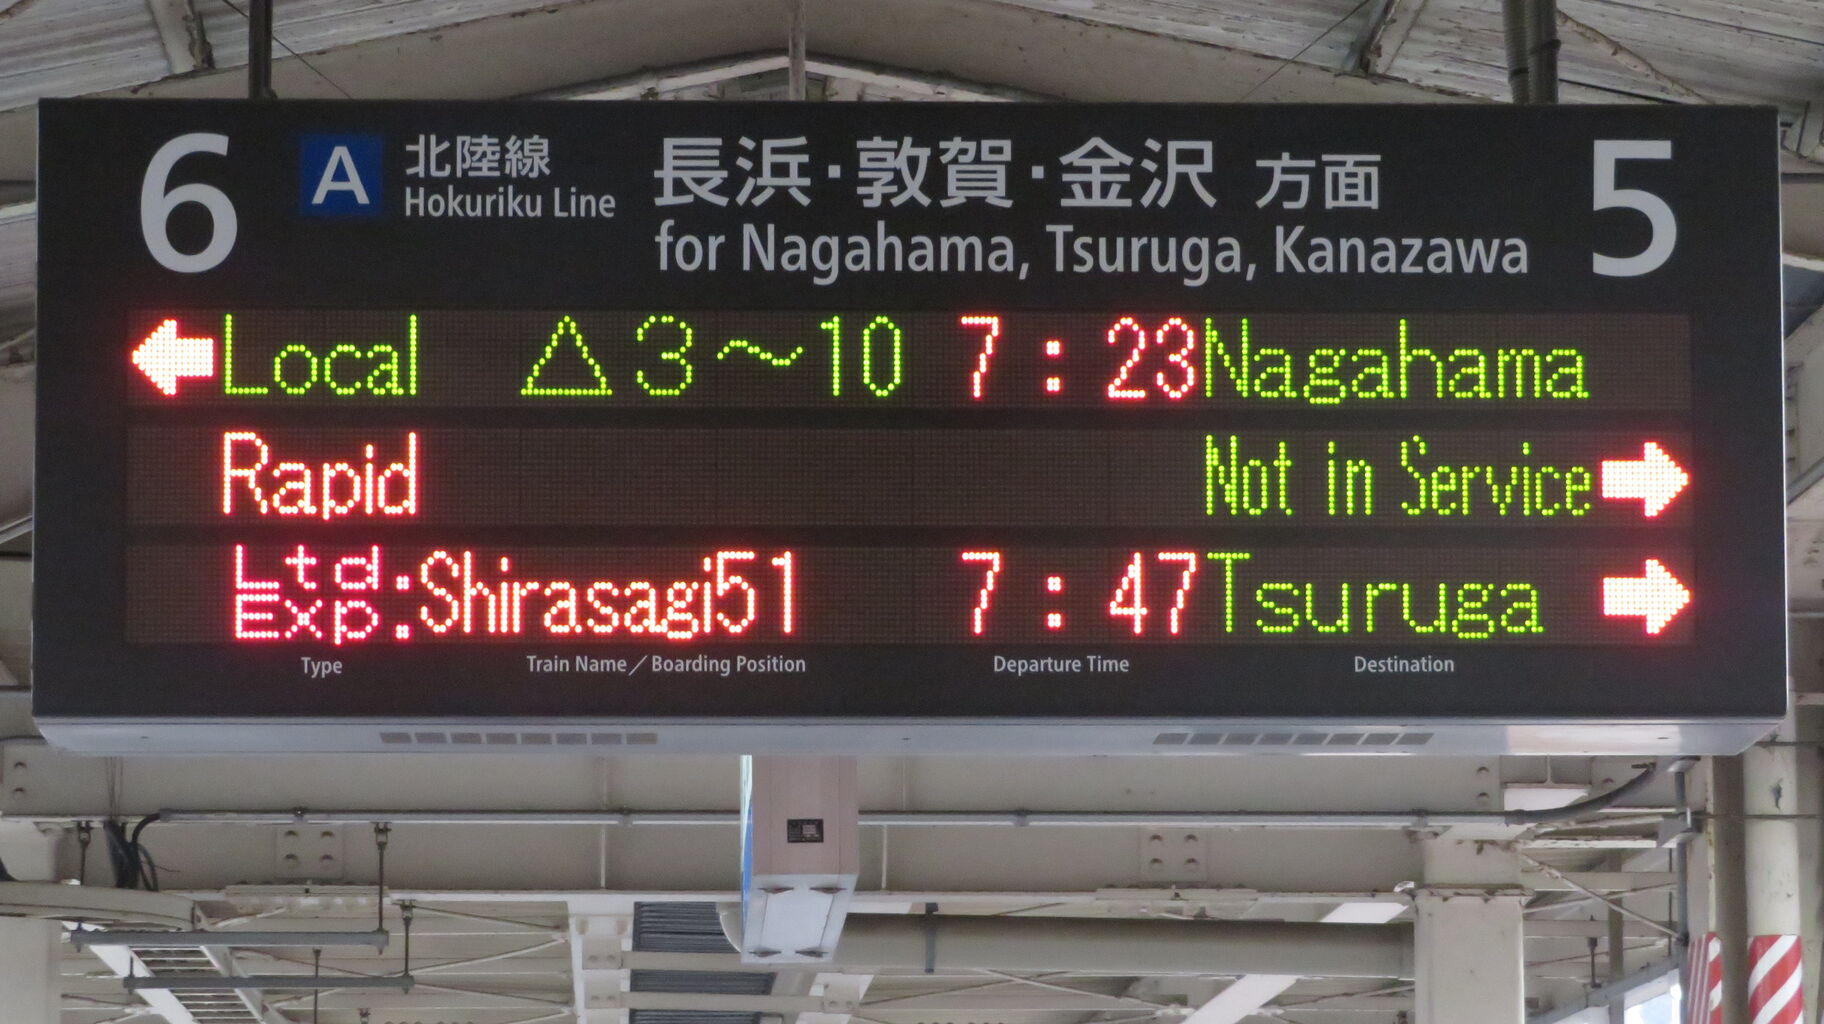 6 A 北陸線 長浜・敦賀・金沢 方面 5
Hokuriku Line for Nagahama, Tsuruga, Kanazawa
← Local △ 3〜10 7:23 Nagahama
Rapid Not in Service →
Ltd. Exp. Shirasagi51 7:47 Tsuruga →
Type Train Name／Boarding Position Departure Time Destination